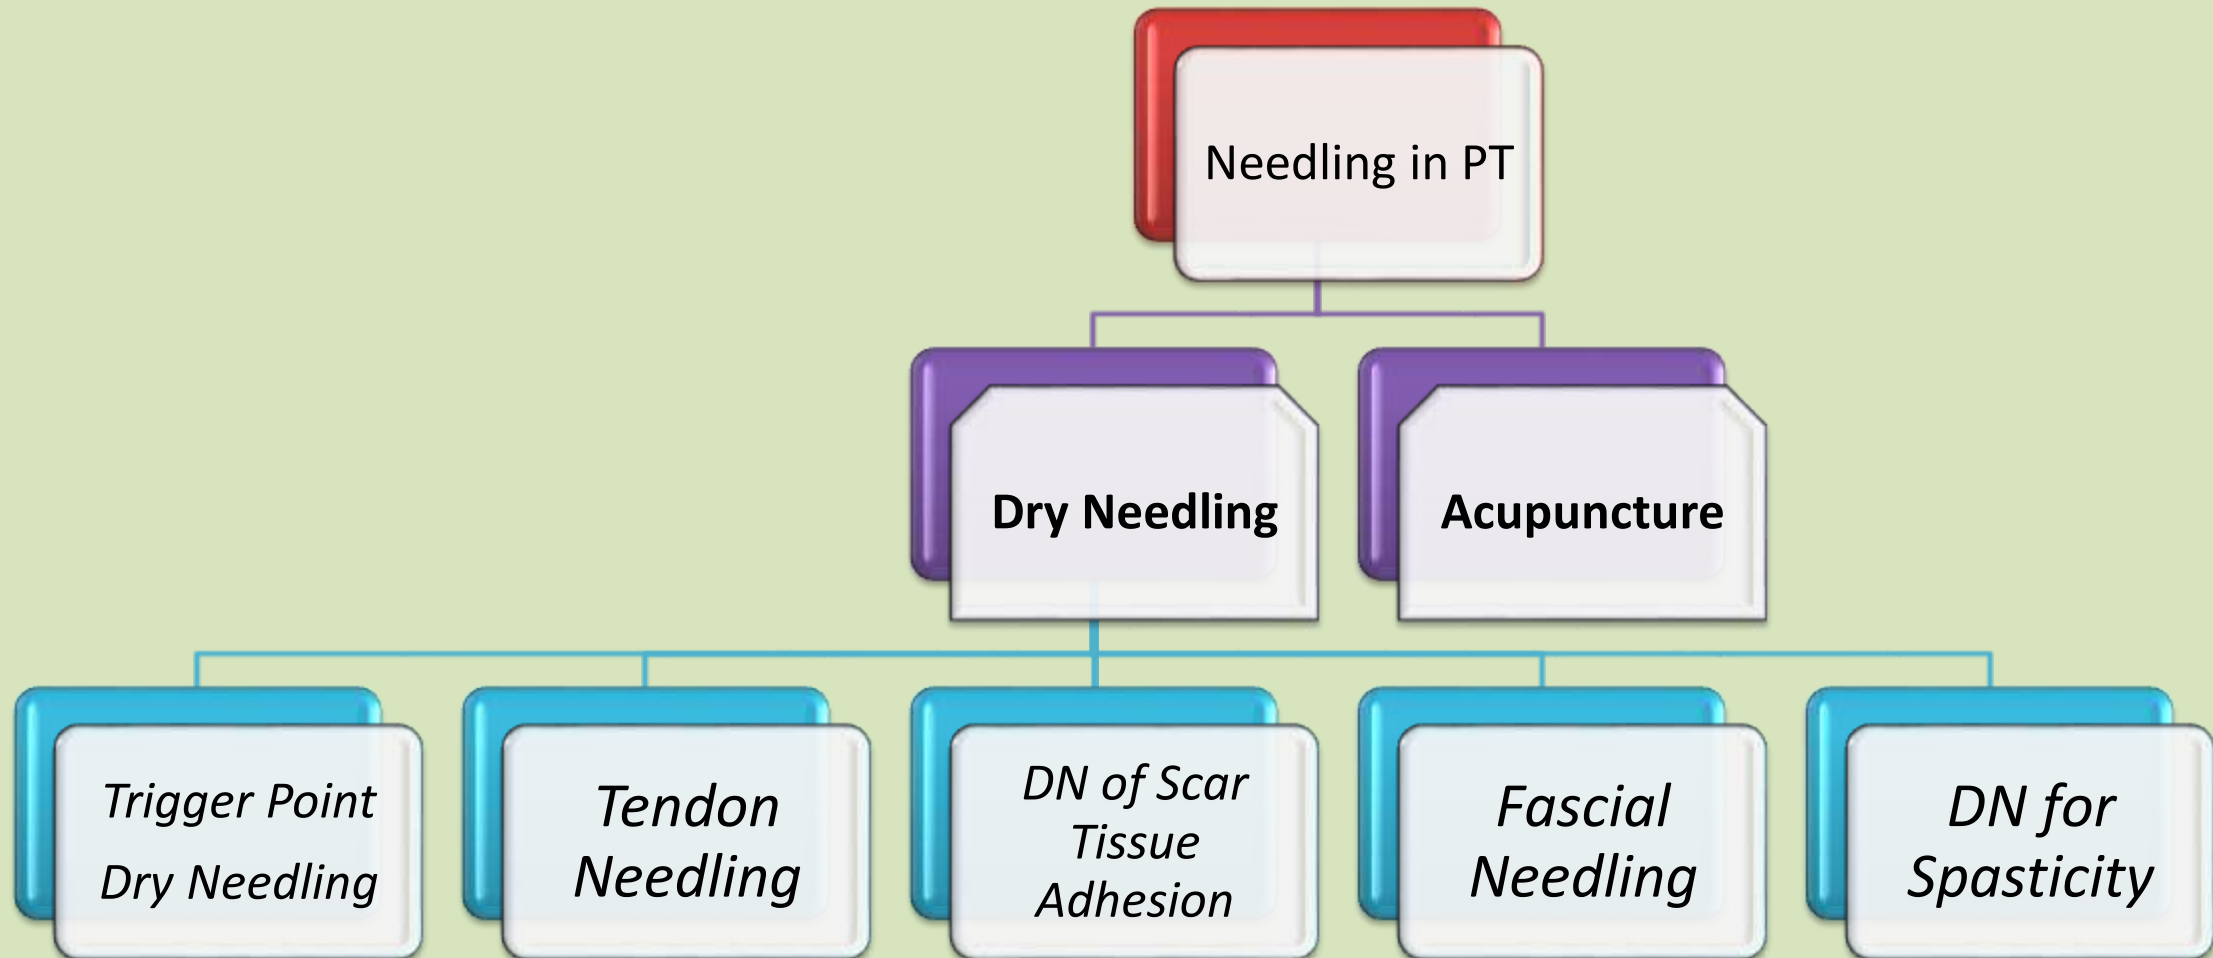 Needling in PT
Dry Needling
Acupuncture
Trigger Point
Dry Needling
Tendon
Needling
DN of Scar
Tissue
Adhesion
Fascial
Needling
DN for
Spasticity